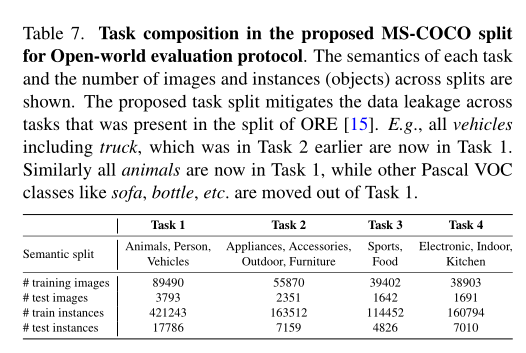 Table 7. Task composition in the proposed MS-COCO split
for Open-world evaluation protocol. The semantics of each task
and the number of images and instances (objects) across splits are
shown. The proposed task split mitigates the data leakage across
tasks that was present in the split of ORE [15]. E.g., all vehicles
including truck, which was in Task 2 earlier are now in Task 1.
Similarly all animals are now in Task 1, while other Pascal VOC
classes like sofa, bottle, etc. are moved out of Task 1.
Task 1 Task 2 Task 3 Task 4
Semantic split Animals, Person, Appliances, Accessories, Sports, Electronic, Indoor,
Vehicles Outdoor, Furniture Food Kitchen
# training images 89490 55870 39402 38903
# test images 3793 2351 1642 1691
# train instances 421243 163512 114452 160794
# test instances 17786 7159 4826 7010